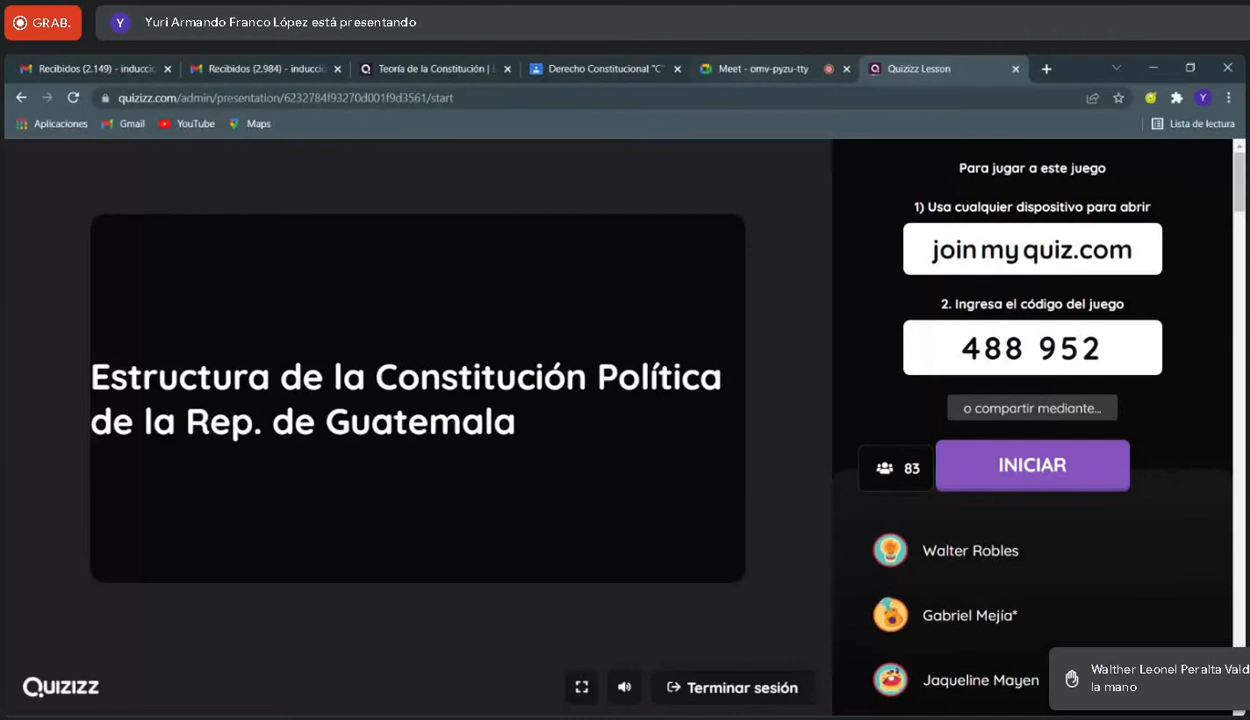 GRAB.
Y
Yuri Armando Franco López está presentando
Recibidos (2.149) - inducció
Recibidos (2.984) - inducció
Teoría de la Constitución |
Derecho Constitucional "C"
Meet - omv-pyzu-tty
Quizizz Lesson
quizizz.com/admin/presentation/6232784f93270d001f9d3561/start
Y
Aplicaciones
Gmail
YouTube
Maps
Lista de lectura
Estructura de la Constitución Política
de la Rep. de Guatemala
Para jugar a este juego
1) Usa cualquier dispositivo para abrir
joinmyquiz.com
2. Ingresa el código del juego
488 952
o compartir mediante...
83
INICIAR
Walter Robles
Gabriel Mejía*
Jaqueline Mayen
Walther Leonel Peralta Vald
la mano
Quizizz
Terminar sesión